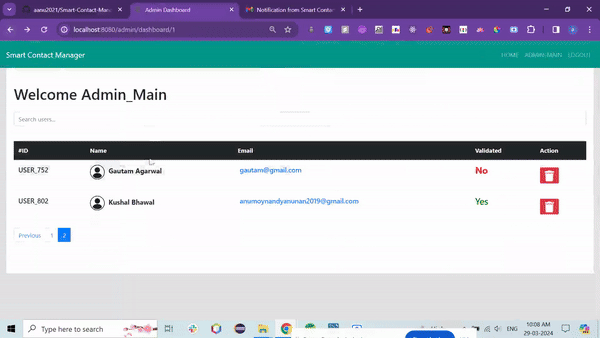 aanu2021/Smart-Contact-Manag
Admin Dashboard
Notification from Smart Contac
localhost:8080/admin/dashboard/1
Smart Contact Manager
HOME ADMIN-MAIN LOGOUT
Welcome Admin_Main
Search users...
#ID Name Email Validated Action
USER_752 Gautam Agarwal gautam@gmail.com No
USER_802 Kushal Bhawal anumoynandyanunan2019@gmail.com Yes
Previous 1 2
Type here to search
ENG
10:08 AM
29-03-2024